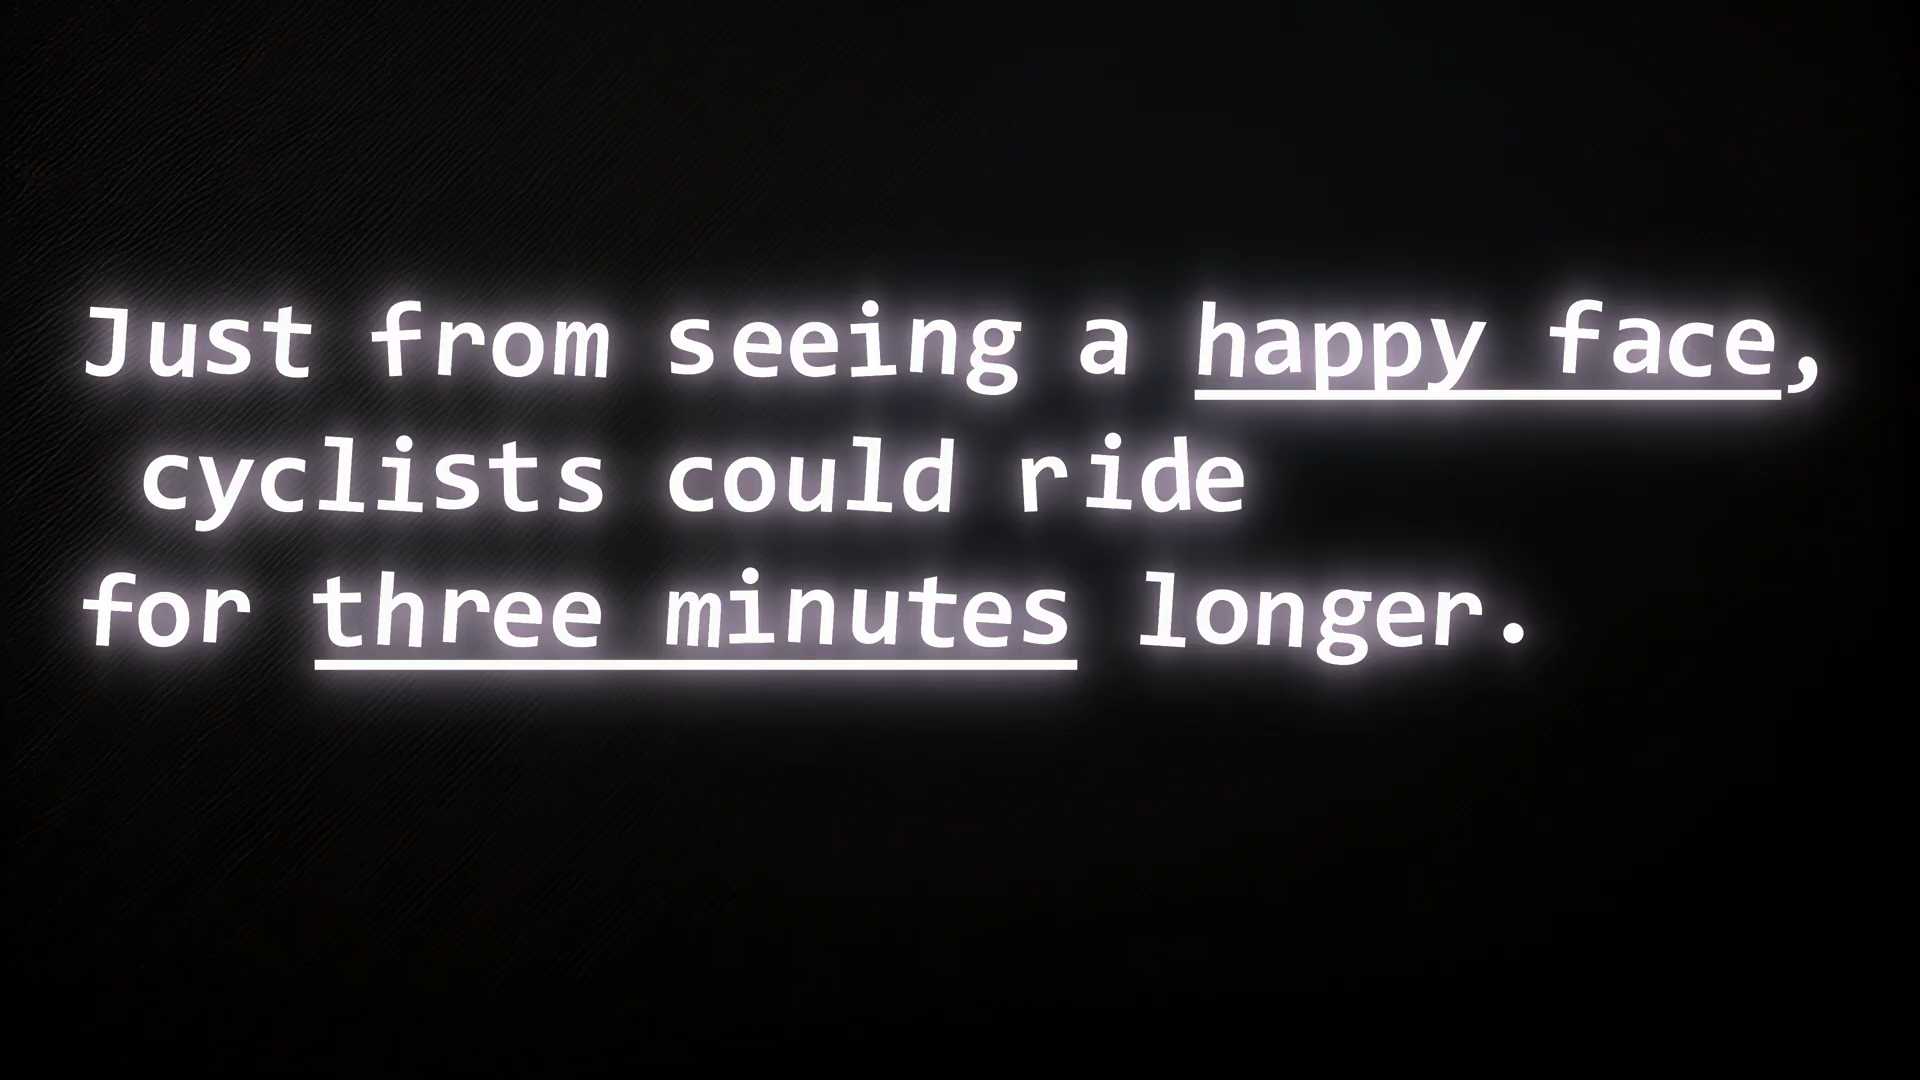 Just from seeing a happy face,
cyclists could ride
for three minutes longer.